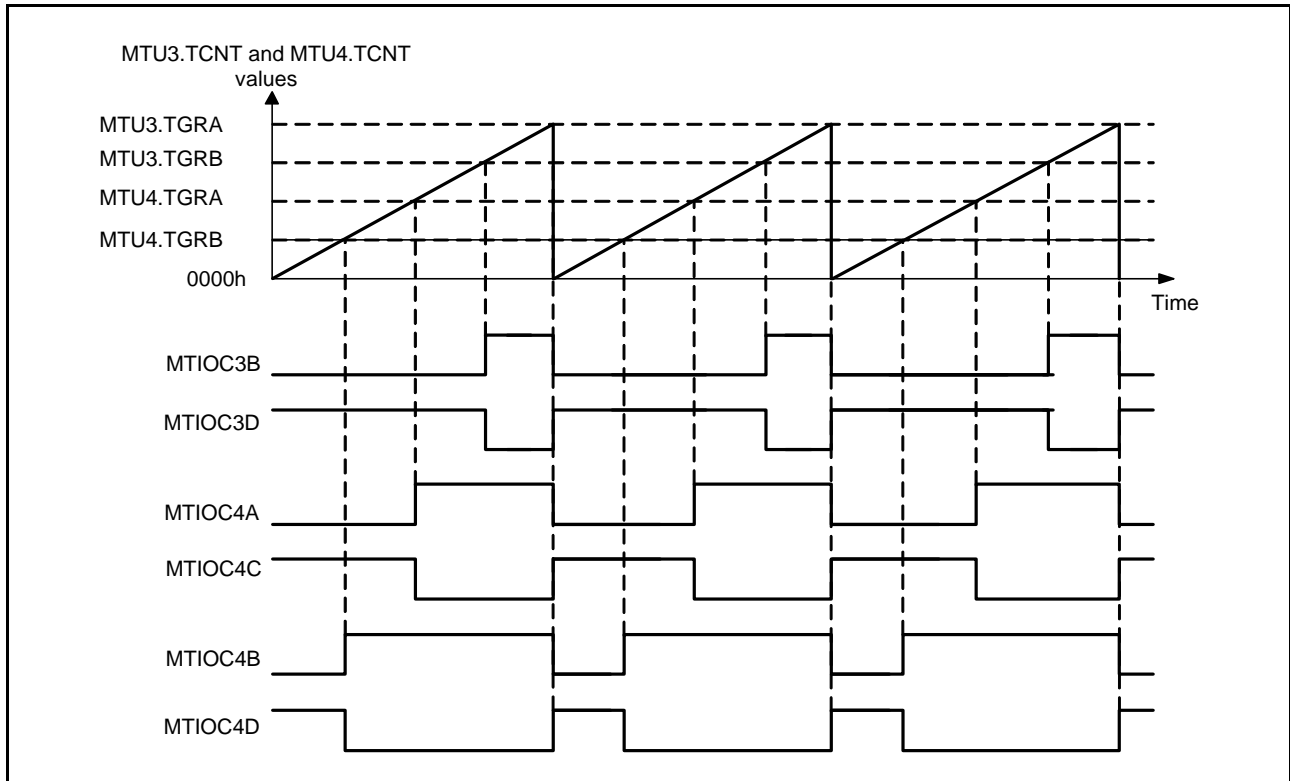 MTU3.TCNT and MTU4.TCNT
values
MTU3.TGRA
MTU3.TGRB
MTU4.TGRA
MTU4.TGRB
0000h
Time
MTIOC3B
MTIOC3D
MTIOC4A
MTIOC4C
MTIOC4B
MTIOC4D